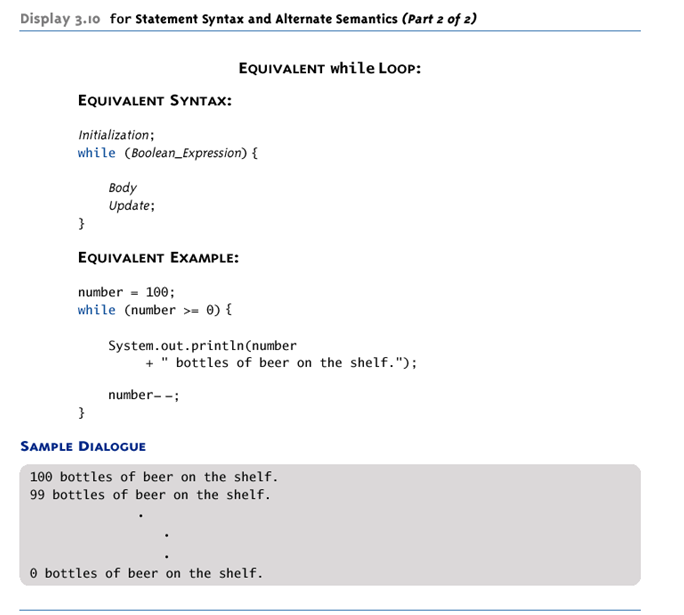 Display 3.10 for Statement Syntax and Alternate Semantics (Part 2 of 2)
EQUIVALENT while LOOP:
EQUIVALENT SYNTAX:
Initialization;
while (Boolean_Expression) {
Body
Update;
}
EQUIVALENT EXAMPLE:
number = 100;
while (number >= 0) {
System.out.println(number
+ " bottles of beer on the shelf.");
number--;
}
SAMPLE DIALOGUE
100 bottles of beer on the shelf.
99 bottles of beer on the shelf.
.
.
.
0 bottles of beer on the shelf.